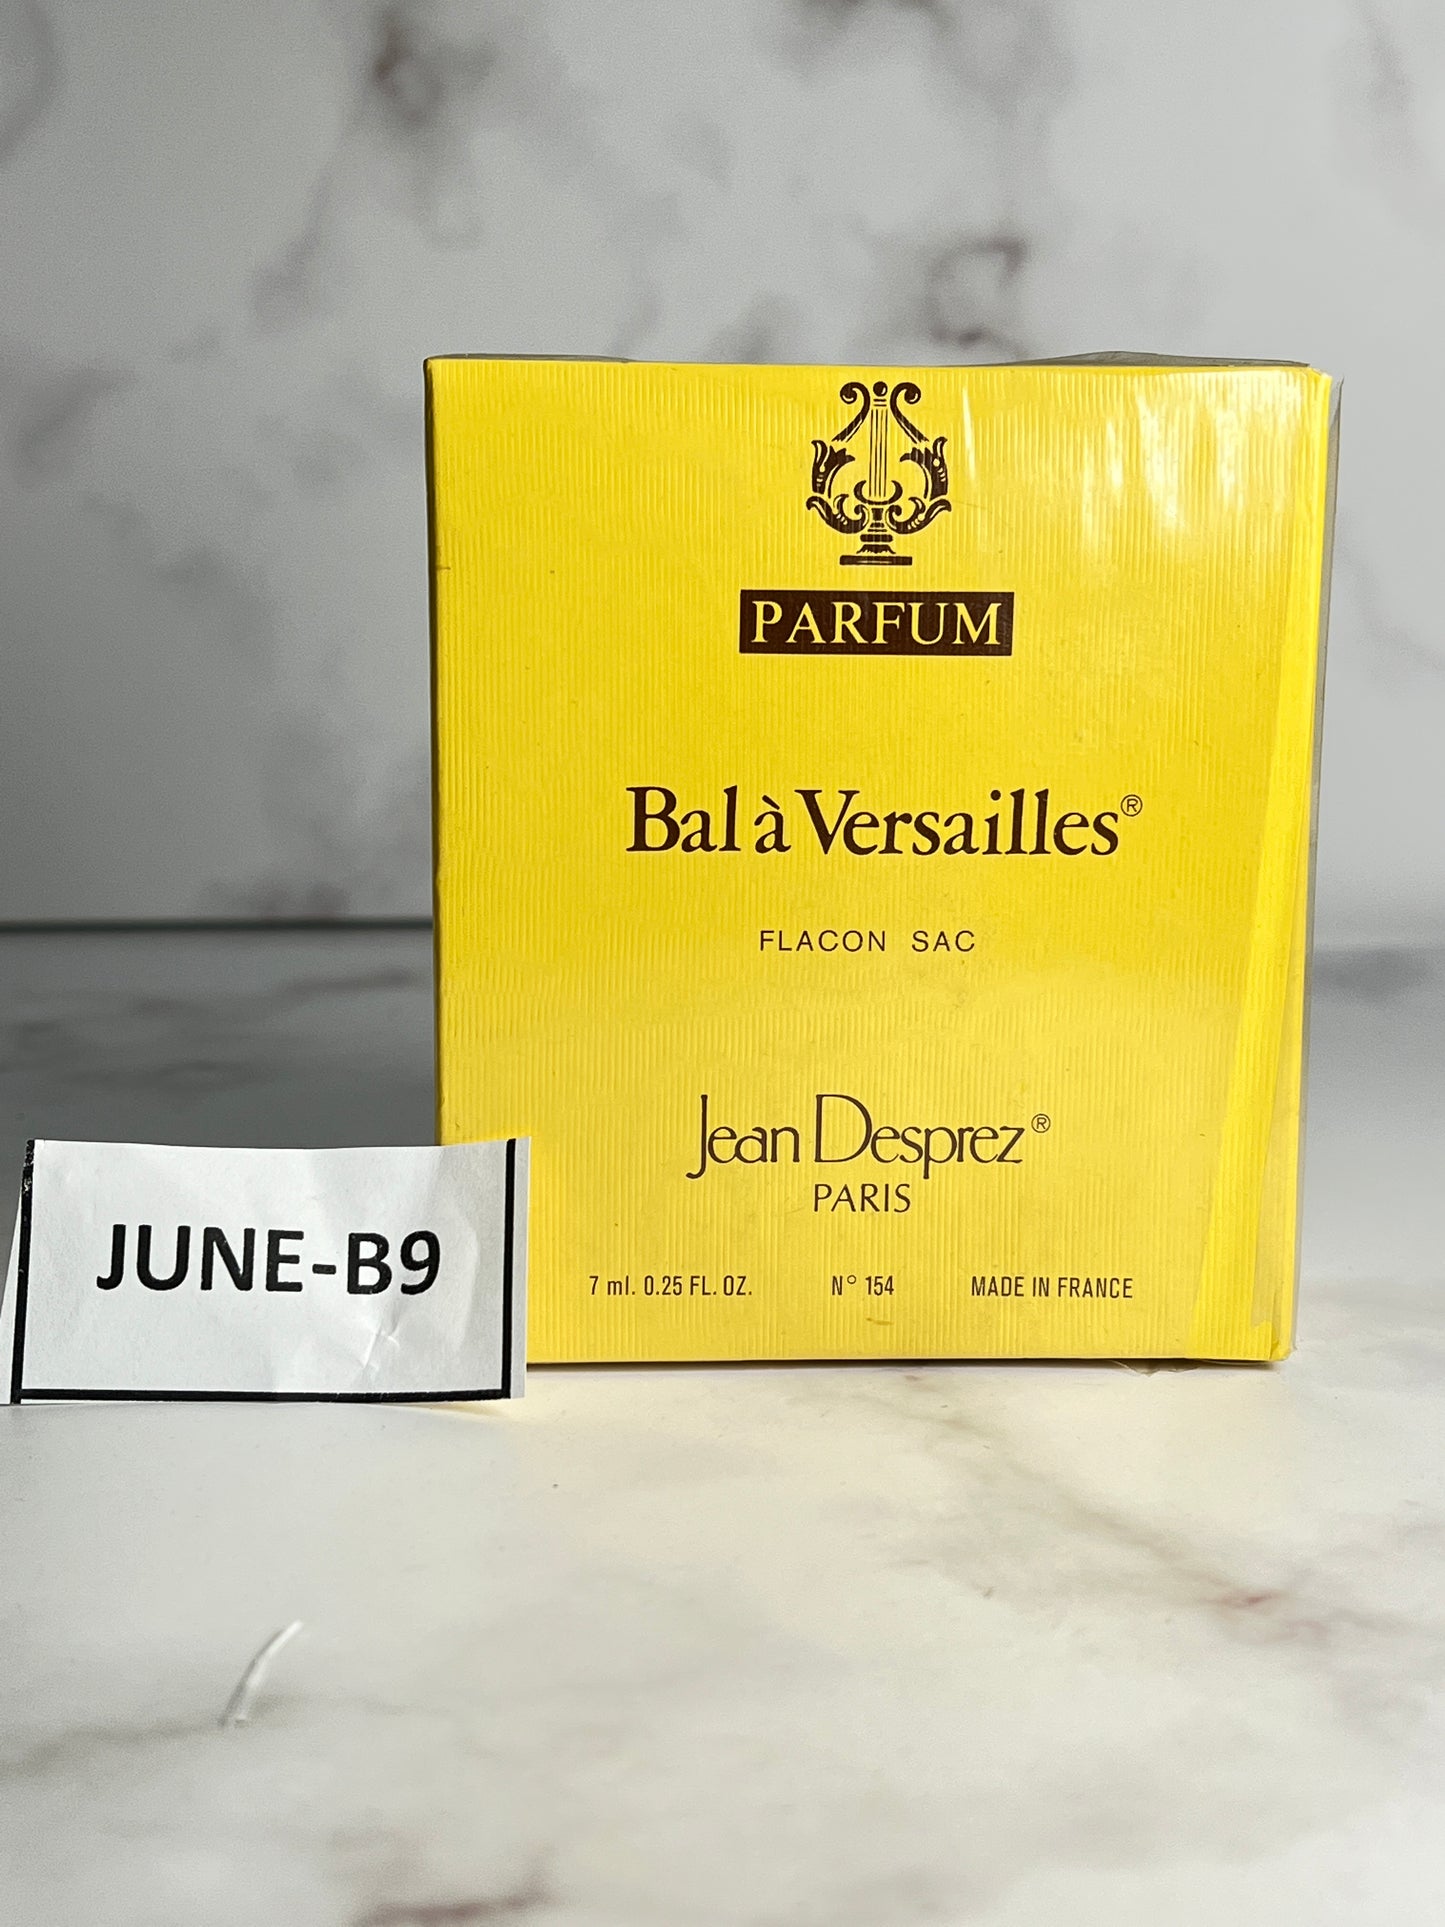 PARFUM
Bal à Versailles®
FLACON SAC
Jean Desprez®
PARIS
7 ml. 0.25 FL. OZ. N° 154 MADE IN FRANCE
JUNE-B9